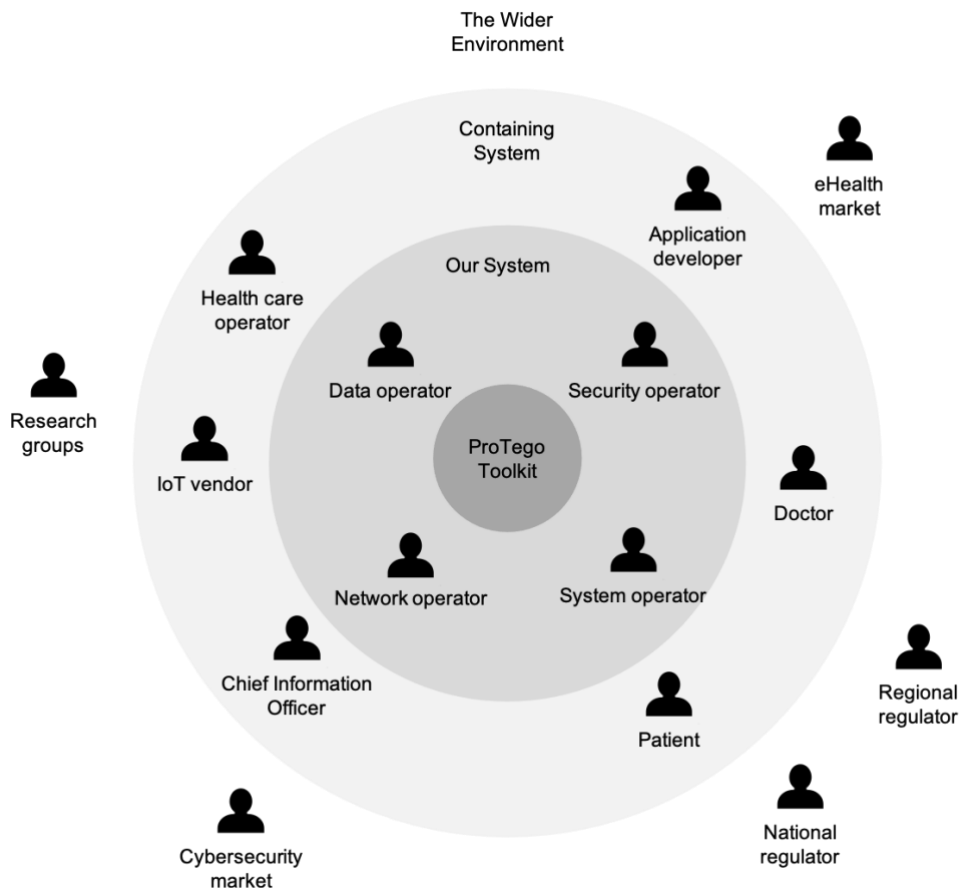 The Wider
Environment
Containing
System
eHealth
market
Application
developer
Our System
Health care
operator
Data operator
Security operator
Research
groups
ProTego
Toolkit
IoT vendor
Doctor
Network operator
System operator
Chief Information
Officer
Regional
regulator
Patient
National
regulator
Cybersecurity
market